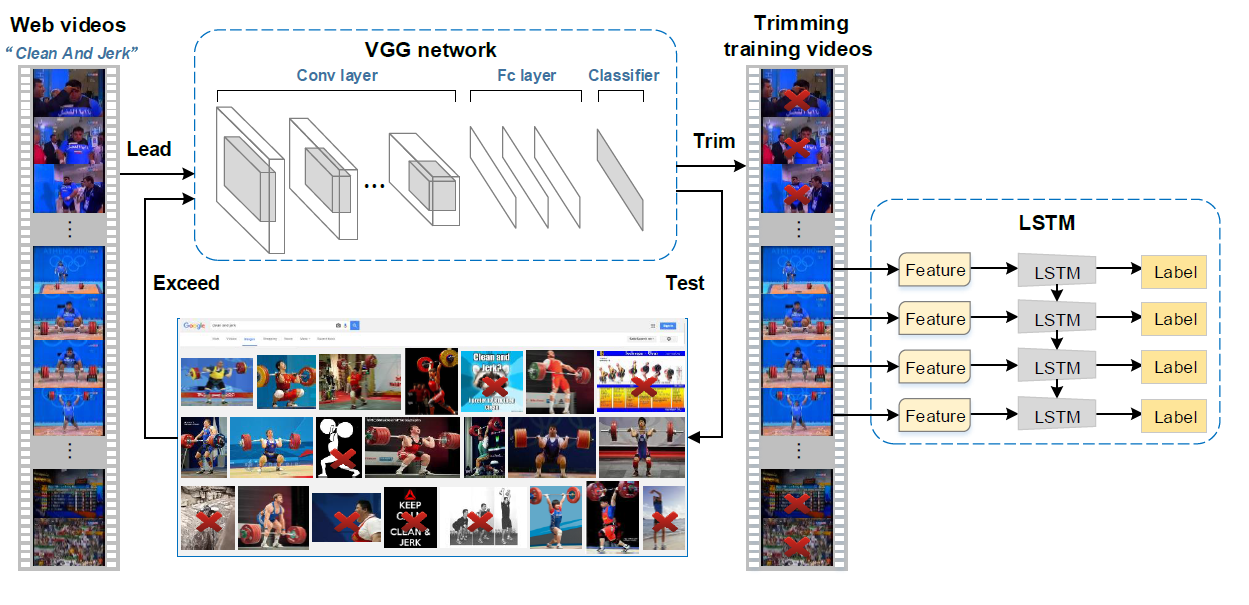 Web videos
“ Clean And Jerk”
VGG network
Conv layer
Fc layer
Classifier
...
Trimming
training videos
Lead
Trim
Exceed
Test
Google
Clean and
Jerk?
KEEP
CLEAN &
JERK
LSTM
Feature
LSTM
Label
Feature
LSTM
Label
Feature
LSTM
Label
Feature
LSTM
Label